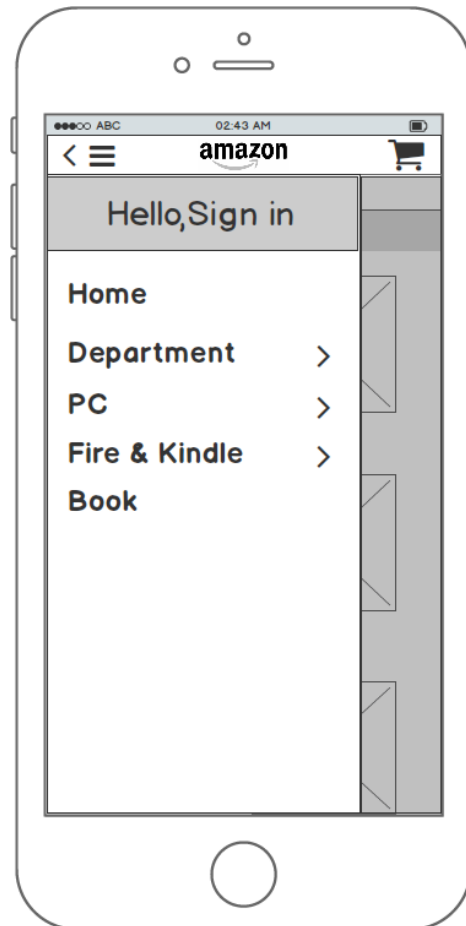 ABC 02:43 AM
amazon
Hello,Sign in
Home
Department
PC
Fire & Kindle
Book